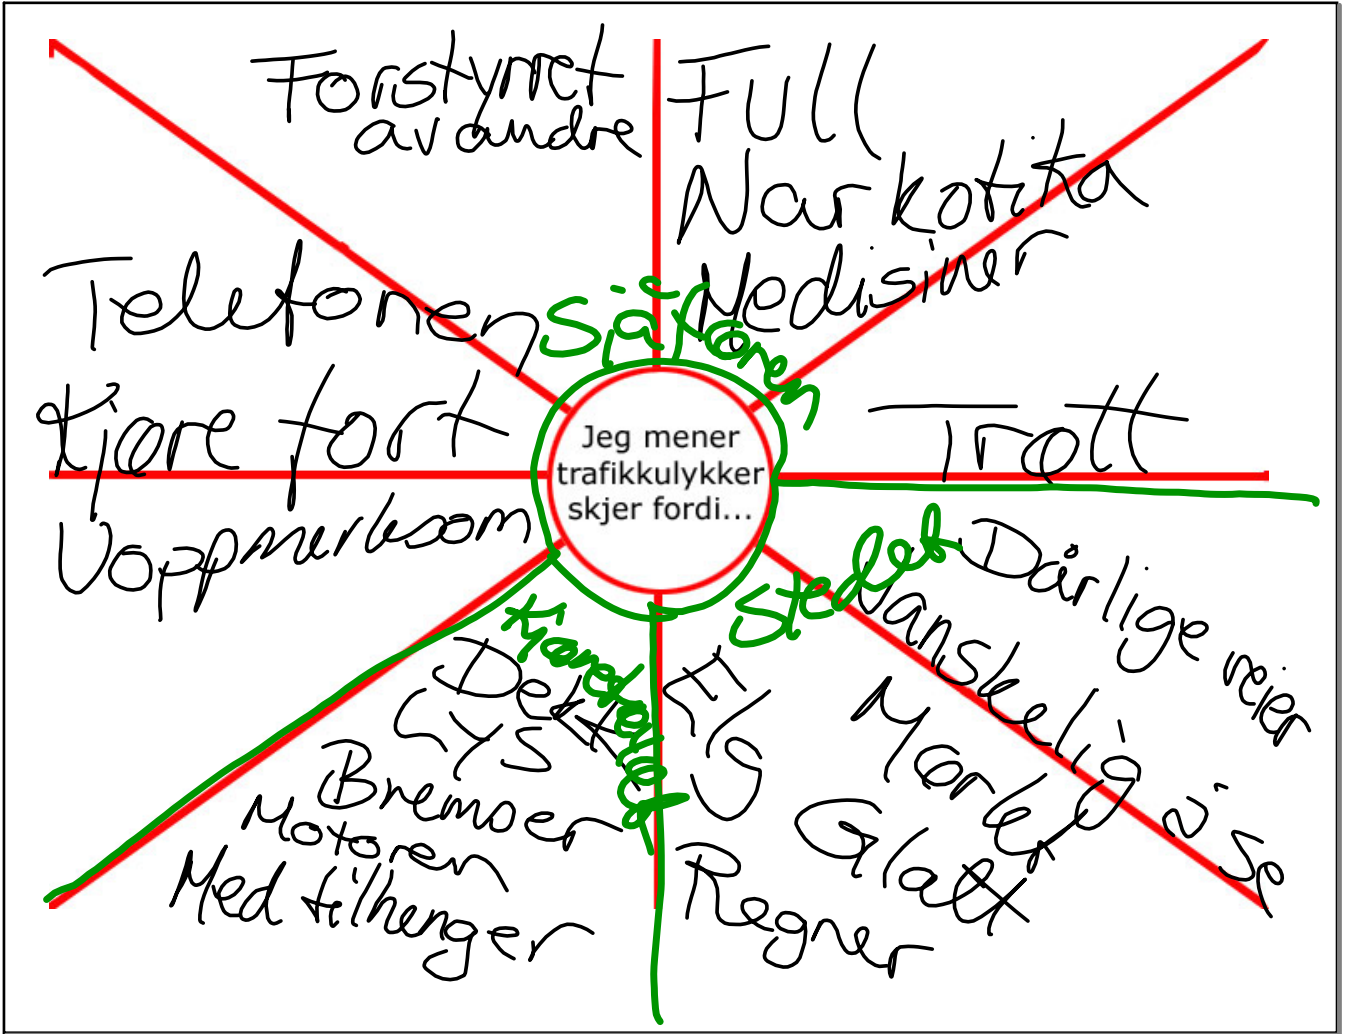 Forstyrret
av andre
Full
Narkotika
Medisiner
Telefonen
Sjåføren
kjøre fort
Jeg mener
trafikkulykker
skjer fordi...
Trøtt
Uoppmerksom
Stedet
Dårlige veier
Vanskelig å se
Kjøretøyet
Dekk
Lys
Bremser
Motoren
Med tilhenger
Elg
Mørket
Glatt
Regner